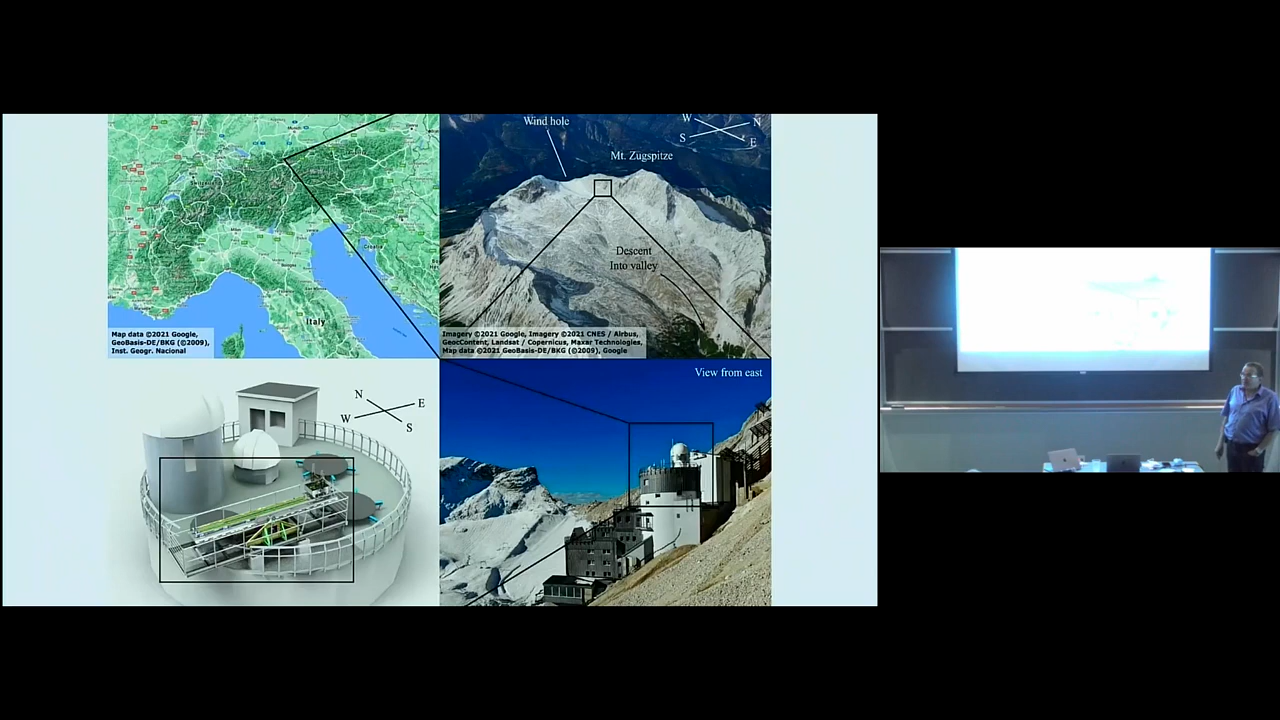 Switzerland
Italy
Croatia
Map data ©2021 Google,
GeoBasis-DE/BKG (©2009),
Inst. Geogr. Nacional
Wind hole
W
N
S
E
Mt. Zugspitze
Descent
Into valley
Imagery ©2021 Google, Imagery ©2021 CNES / Airbus,
GeoContent, Landsat / Copernicus, Maxar Technologies,
Map data ©2021 GeoBasis-DE/BKG (©2009), Google
N
E
W
S
View from east